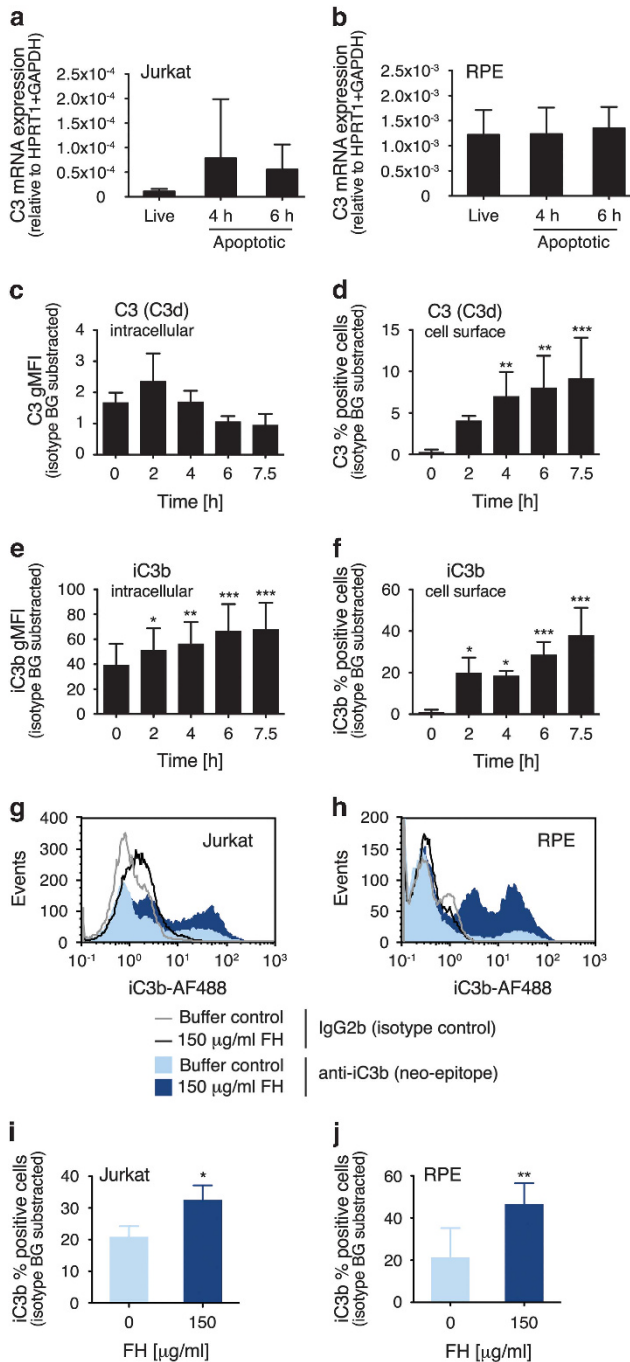 a
C3 mRNA expression
(relative to HPRT1+GAPDH)
Jurkat
2.5x10-4
2.0x10-4
1.5x10-4
1.0x10-4
0.5x10-4
0
Live
4 h
6 h
Apoptotic
b
C3 mRNA expression
(relative to HPRT1+GAPDH)
RPE
2.5x10-3
2.0x10-3
1.5x10-3
1.0x10-3
0.5x10-3
0
Live
4 h
6 h
Apoptotic
c
C3 (C3d)
intracellular
C3 gMFI
(isotype BG substracted)
4
3
2
1
0
0 2 4 6 7.5
Time [h]
d
C3 (C3d)
cell surface
C3 % positive cells
(isotype BG substracted)
15
10
5
0
** ** ***
0 2 4 6 7.5
Time [h]
e
iC3b
intracellular
iC3b gMFI
(isotype BG substracted)
100
80
60
40
20
0
* ** *** ***
0 2 4 6 7.5
Time [h]
f
iC3b
cell surface
iC3b % positive cells
(isotype BG substracted)
60
40
20
0
* * *** ***
0 2 4 6 7.5
Time [h]
g
Jurkat
Events
400
300
200
100
0
10-1 100 101 102 103
iC3b-AF488
h
RPE
Events
200
150
100
50
0
10-1 100 101 102 103
iC3b-AF488
Buffer control
150 µg/ml FH
IgG2b (isotype control)
Buffer control
150 µg/ml FH
anti-iC3b (neo-epitope)
i
Jurkat
iC3b % positive cells
(isotype BG substracted)
40
30
20
10
0
*
0 150
FH [µg/ml]
j
RPE
iC3b % positive cells
(isotype BG substracted)
60
40
20
0
**
0 150
FH [µg/ml]